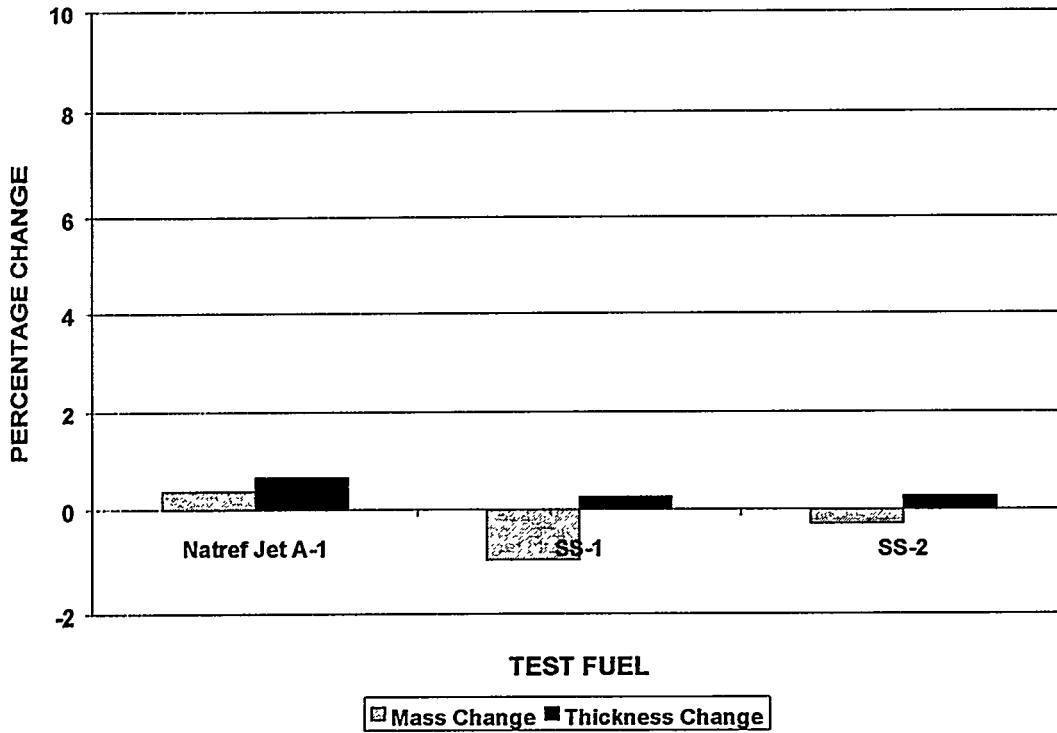 10
8
6
4
2
0
-2
PERCENTAGE CHANGE
Natref Jet A-1
SS-1
SS-2
TEST FUEL
Mass Change Thickness Change